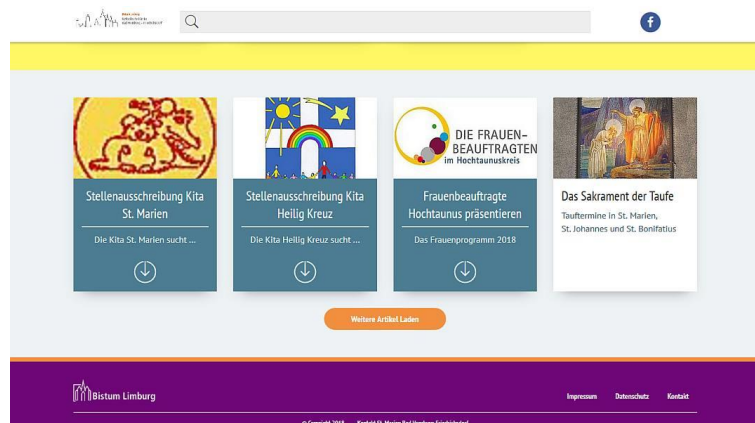 DIE FRAUEN-
BEAUFTRAGTEN
im Hochtaunuskreis
Stellenausschreibung Kita
St. Marien
Die Kita St. Marien sucht ...
Stellenausschreibung Kita
Heilig Kreuz
Die Kita Heilig Kreuz sucht ...
Frauenbeauftragte
Hochtaunus präsentieren
Das Frauenprogramm 2018
Das Sakrament der Taufe
Tauftermine in St. Marien,
St. Johannes und St. Bonifatius
Weitere Artikel Laden
Bistum Limburg
Impressum Datenschutz Kontakt